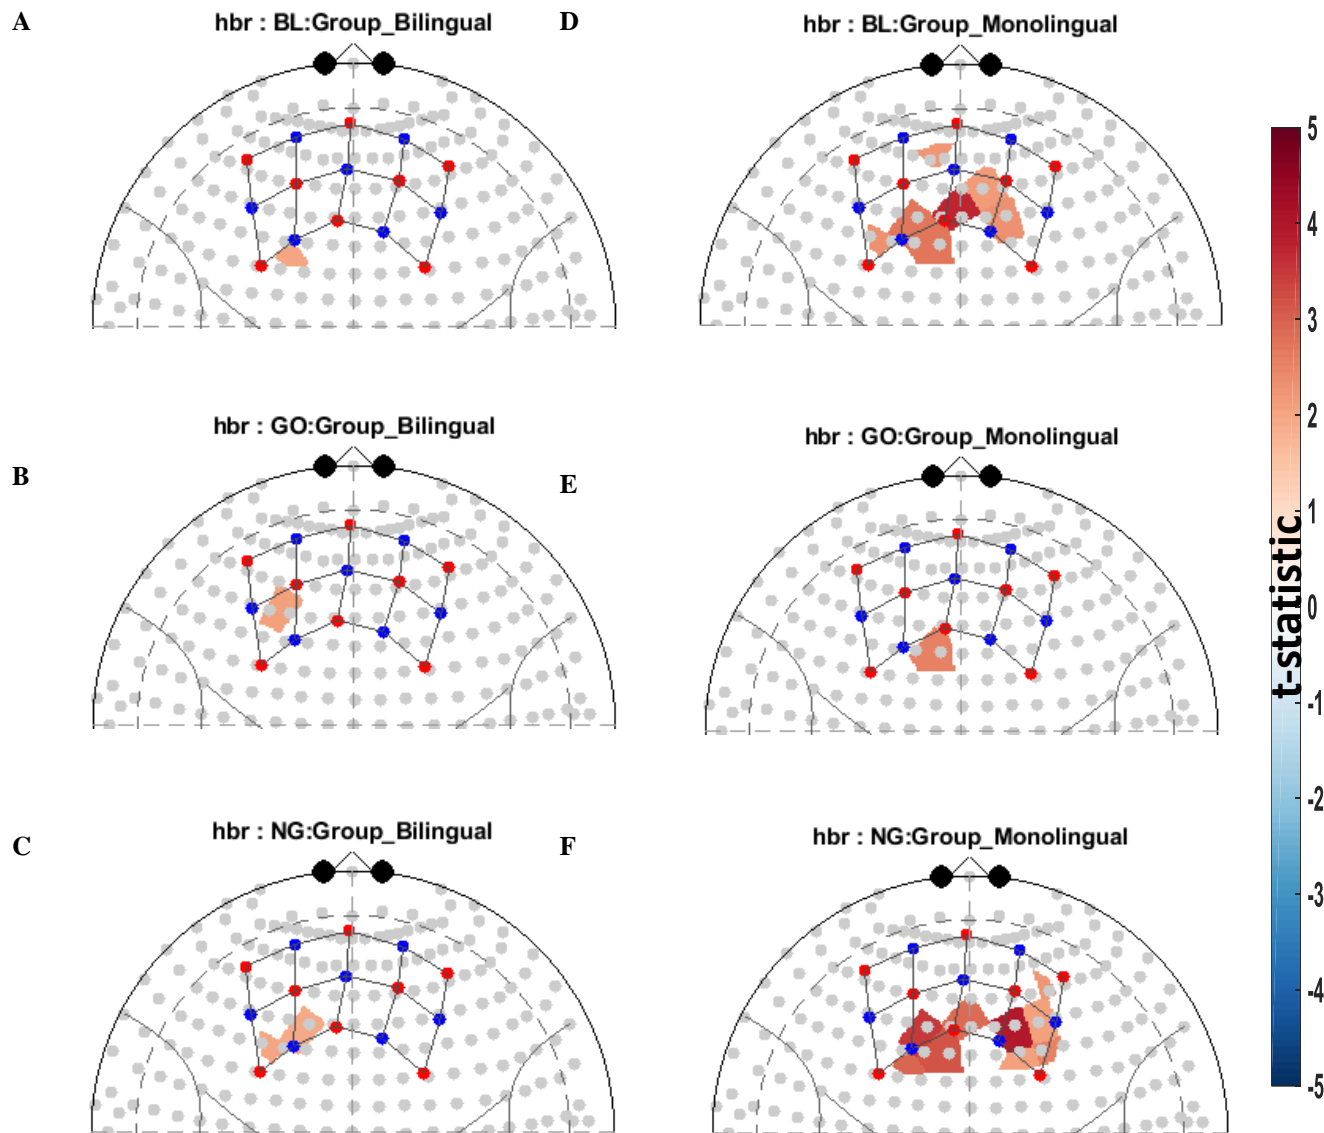 A
hbr : BL:Group_Bilingual
D
hbr : BL:Group_Monolingual
B
hbr : GO:Group_Bilingual
E
hbr : GO:Group_Monolingual
C
hbr : NG:Group_Bilingual
F
hbr : NG:Group_Monolingual
5
4
3
2
1
0
-1
-2
-3
-4
-5
t-statistic